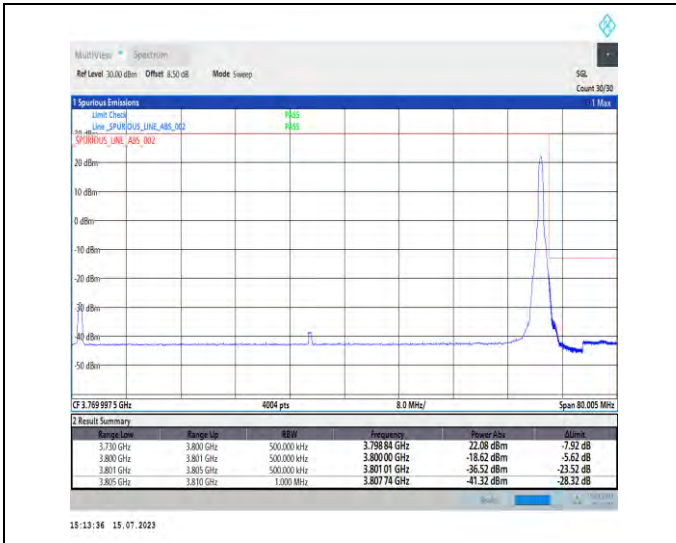 MultiView Spectrum
Ref Level 30.00 dBm Offset 8.50 dB Mode Sweep SGL
Count 30/30
1 Spurious Emissions 1 Max
Limit Check PASS
Line _SPURIOUS_LINE_ABS_002 PASS
_SPURIOUS_LINE_ABS_002
20 dBm
10 dBm
0 dBm
-10 dBm
-20 dBm
-30 dBm
-40 dBm
-50 dBm
CF 3.769 997 5 GHz 4004 pts 8.0 MHz/ Span 80.005 MHz
2 Result Summary
Range Low Range Up RBW Frequency Power Abs ΔLimit
3.730 GHz 3.800 GHz 500.000 kHz 3.798 84 GHz 22.08 dBm -7.92 dB
3.800 GHz 3.801 GHz 500.000 kHz 3.800 00 GHz -18.62 dBm -5.62 dB
3.801 GHz 3.805 GHz 500.000 kHz 3.801 01 GHz -36.52 dBm -23.52 dB
3.805 GHz 3.810 GHz 1.000 MHz 3.807 74 GHz -41.32 dBm -28.32 dB
15:13:36 15.07.2023